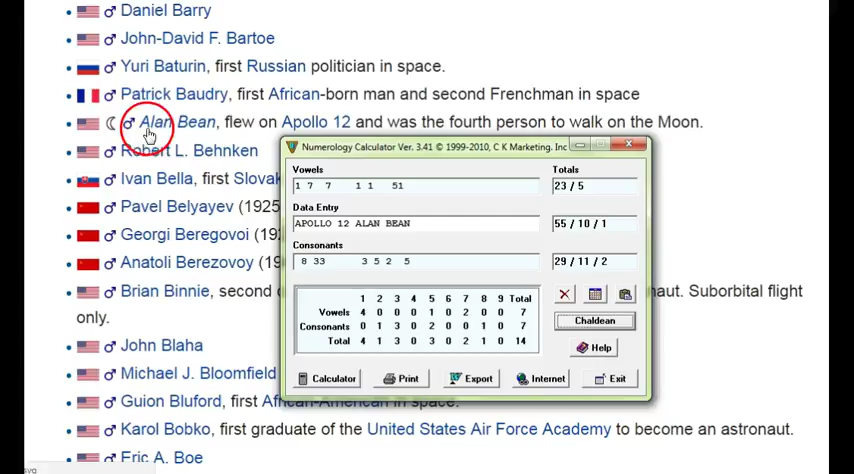 Daniel Barry
John-David F. Bartoe
Yuri Baturin, first Russian politician in space.
Patrick Baudry, first African-born man and second Frenchman in space
Alan Bean, flew on Apollo 12 and was the fourth person to walk on the Moon.
Robert L. Behnken
Ivan Bella, first Slovak
Pavel Belyayev (1925
Georgi Beregovoi (192
Anatoli Berezovoy (19
Brian Binnie, second
naut. Suborbital flight
only.
John Blaha
Michael J. Bloomfield
Guion Bluford, first African-American in space.
Karol Bobko, first graduate of the United States Air Force Academy to become an astronaut.
Eric A. Boe
svg
Numerology Calculator Ver. 3.41 © 1999-2010, C K Marketing. Inc
Vowels
Totals
1 7 7 1 1 51
23 / 5
Data Entry
APOLLO 12 ALAN BEAN
55 / 10 / 1
Consonants
8 33 3 5 2 5
29 / 11 / 2
1 2 3 4 5 6 7 8 9 Total
Vowels 4 0 0 0 1 0 2 0 0 7
Consonants 0 1 3 0 2 0 0 1 0 7
Total 4 1 3 0 3 0 2 1 0 14
Chaldean
Help
Calculator
Print
Export
Internet
Exit